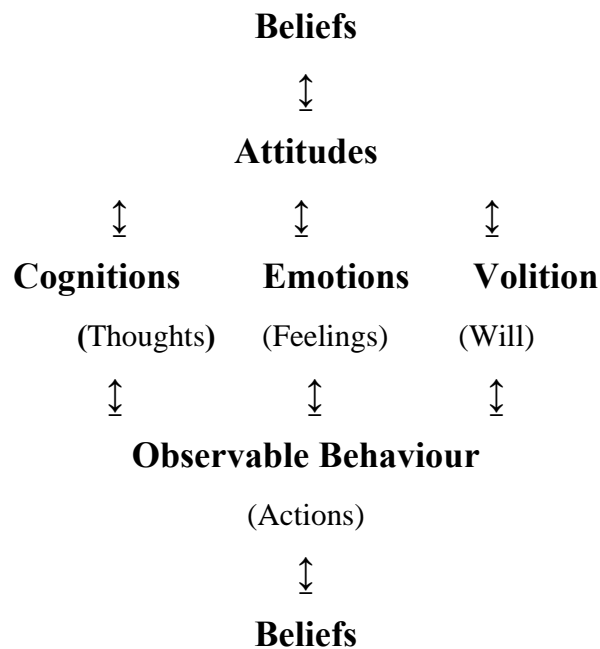 Beliefs
↨
Attitudes
↨ ↨ ↨
Cognitions Emotions Volition
(Thoughts) (Feelings) (Will)
↨ ↨ ↨
Observable Behaviour
(Actions)
↨
Beliefs